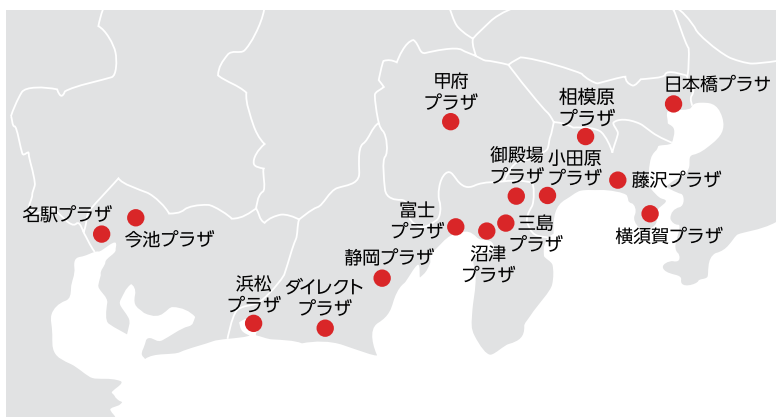 日本橋プラサ
甲府
プラザ
相模原
プラザ
御殿場
プラザ
小田原
プラザ
藤沢プラザ
横須賀プラザ
名駅プラザ
今池プラザ
富士
プラザ
三島
プラザ
沼津
プラザ
静岡プラザ
浜松
プラザ
ダイレクト
プラザ